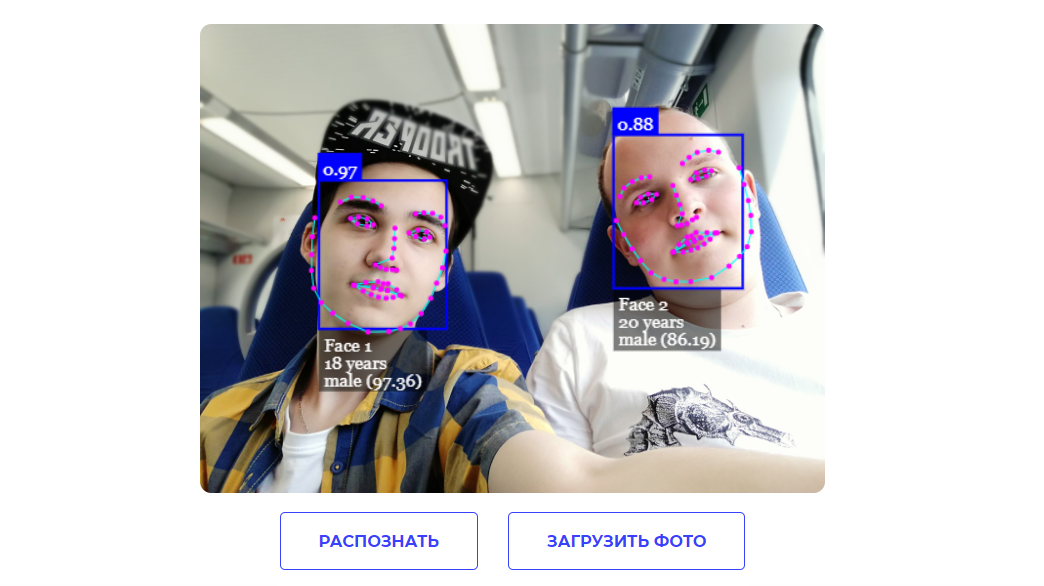 TROOPER
0.97
0.88
Face 1
18 years
male (97.36)
Face 2
20 years
male (86.19)
РАСПОЗНАТЬ
ЗАГРУЗИТЬ ФОТО